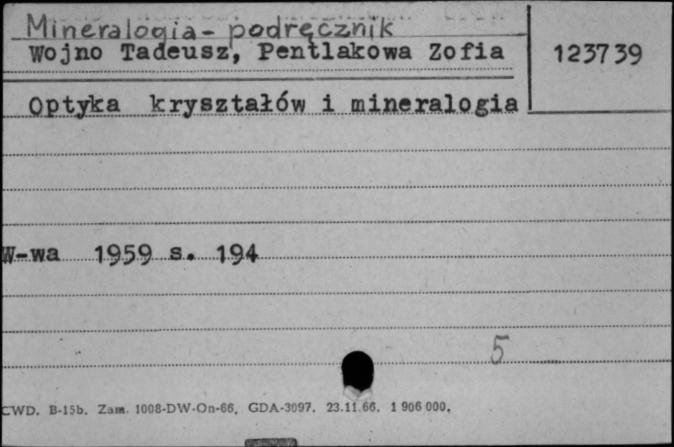 Mineralogia - podręcznik
Wojno Tadeusz, Pentlakowa Zofia
123739
Optyka kryształów i mineralogia
W-wa 1959 s. 194
5
CWD. B-15b. Zam. 1008-DW-On-66. GDA-3097. 23.11.66. 1 906 000.